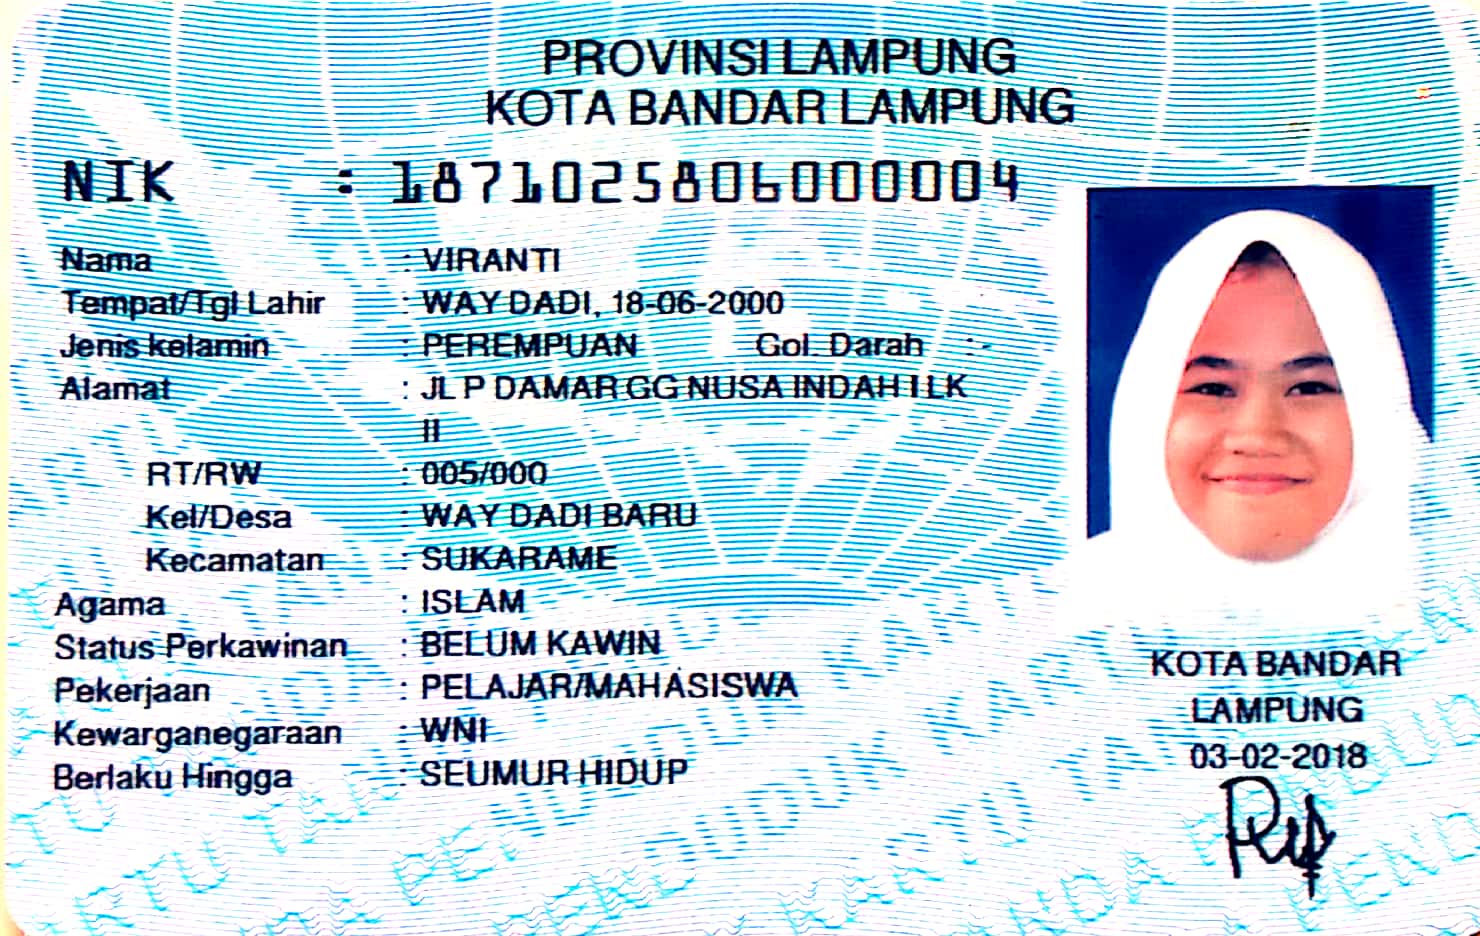 PROVINSI LAMPUNG
KOTA BANDAR LAMPUNG
NIK : 1871025806000004
Nama : VIRANTI
Tempat/Tgl Lahir : WAY DADI, 18-06-2000
Jenis kelamin : PEREMPUAN Gol. Darah : -
Alamat : JL P DAMAR GG NUSA INDAH I LK
II
RT/RW : 005/000
Kel/Desa : WAY DADI BARU
Kecamatan : SUKARAME
Agama : ISLAM
Status Perkawinan : BELUM KAWIN
Pekerjaan : PELAJAR/MAHASISWA
Kewarganegaraan : WNI
Berlaku Hingga : SEUMUR HIDUP
KOTA BANDAR
LAMPUNG
03-02-2018